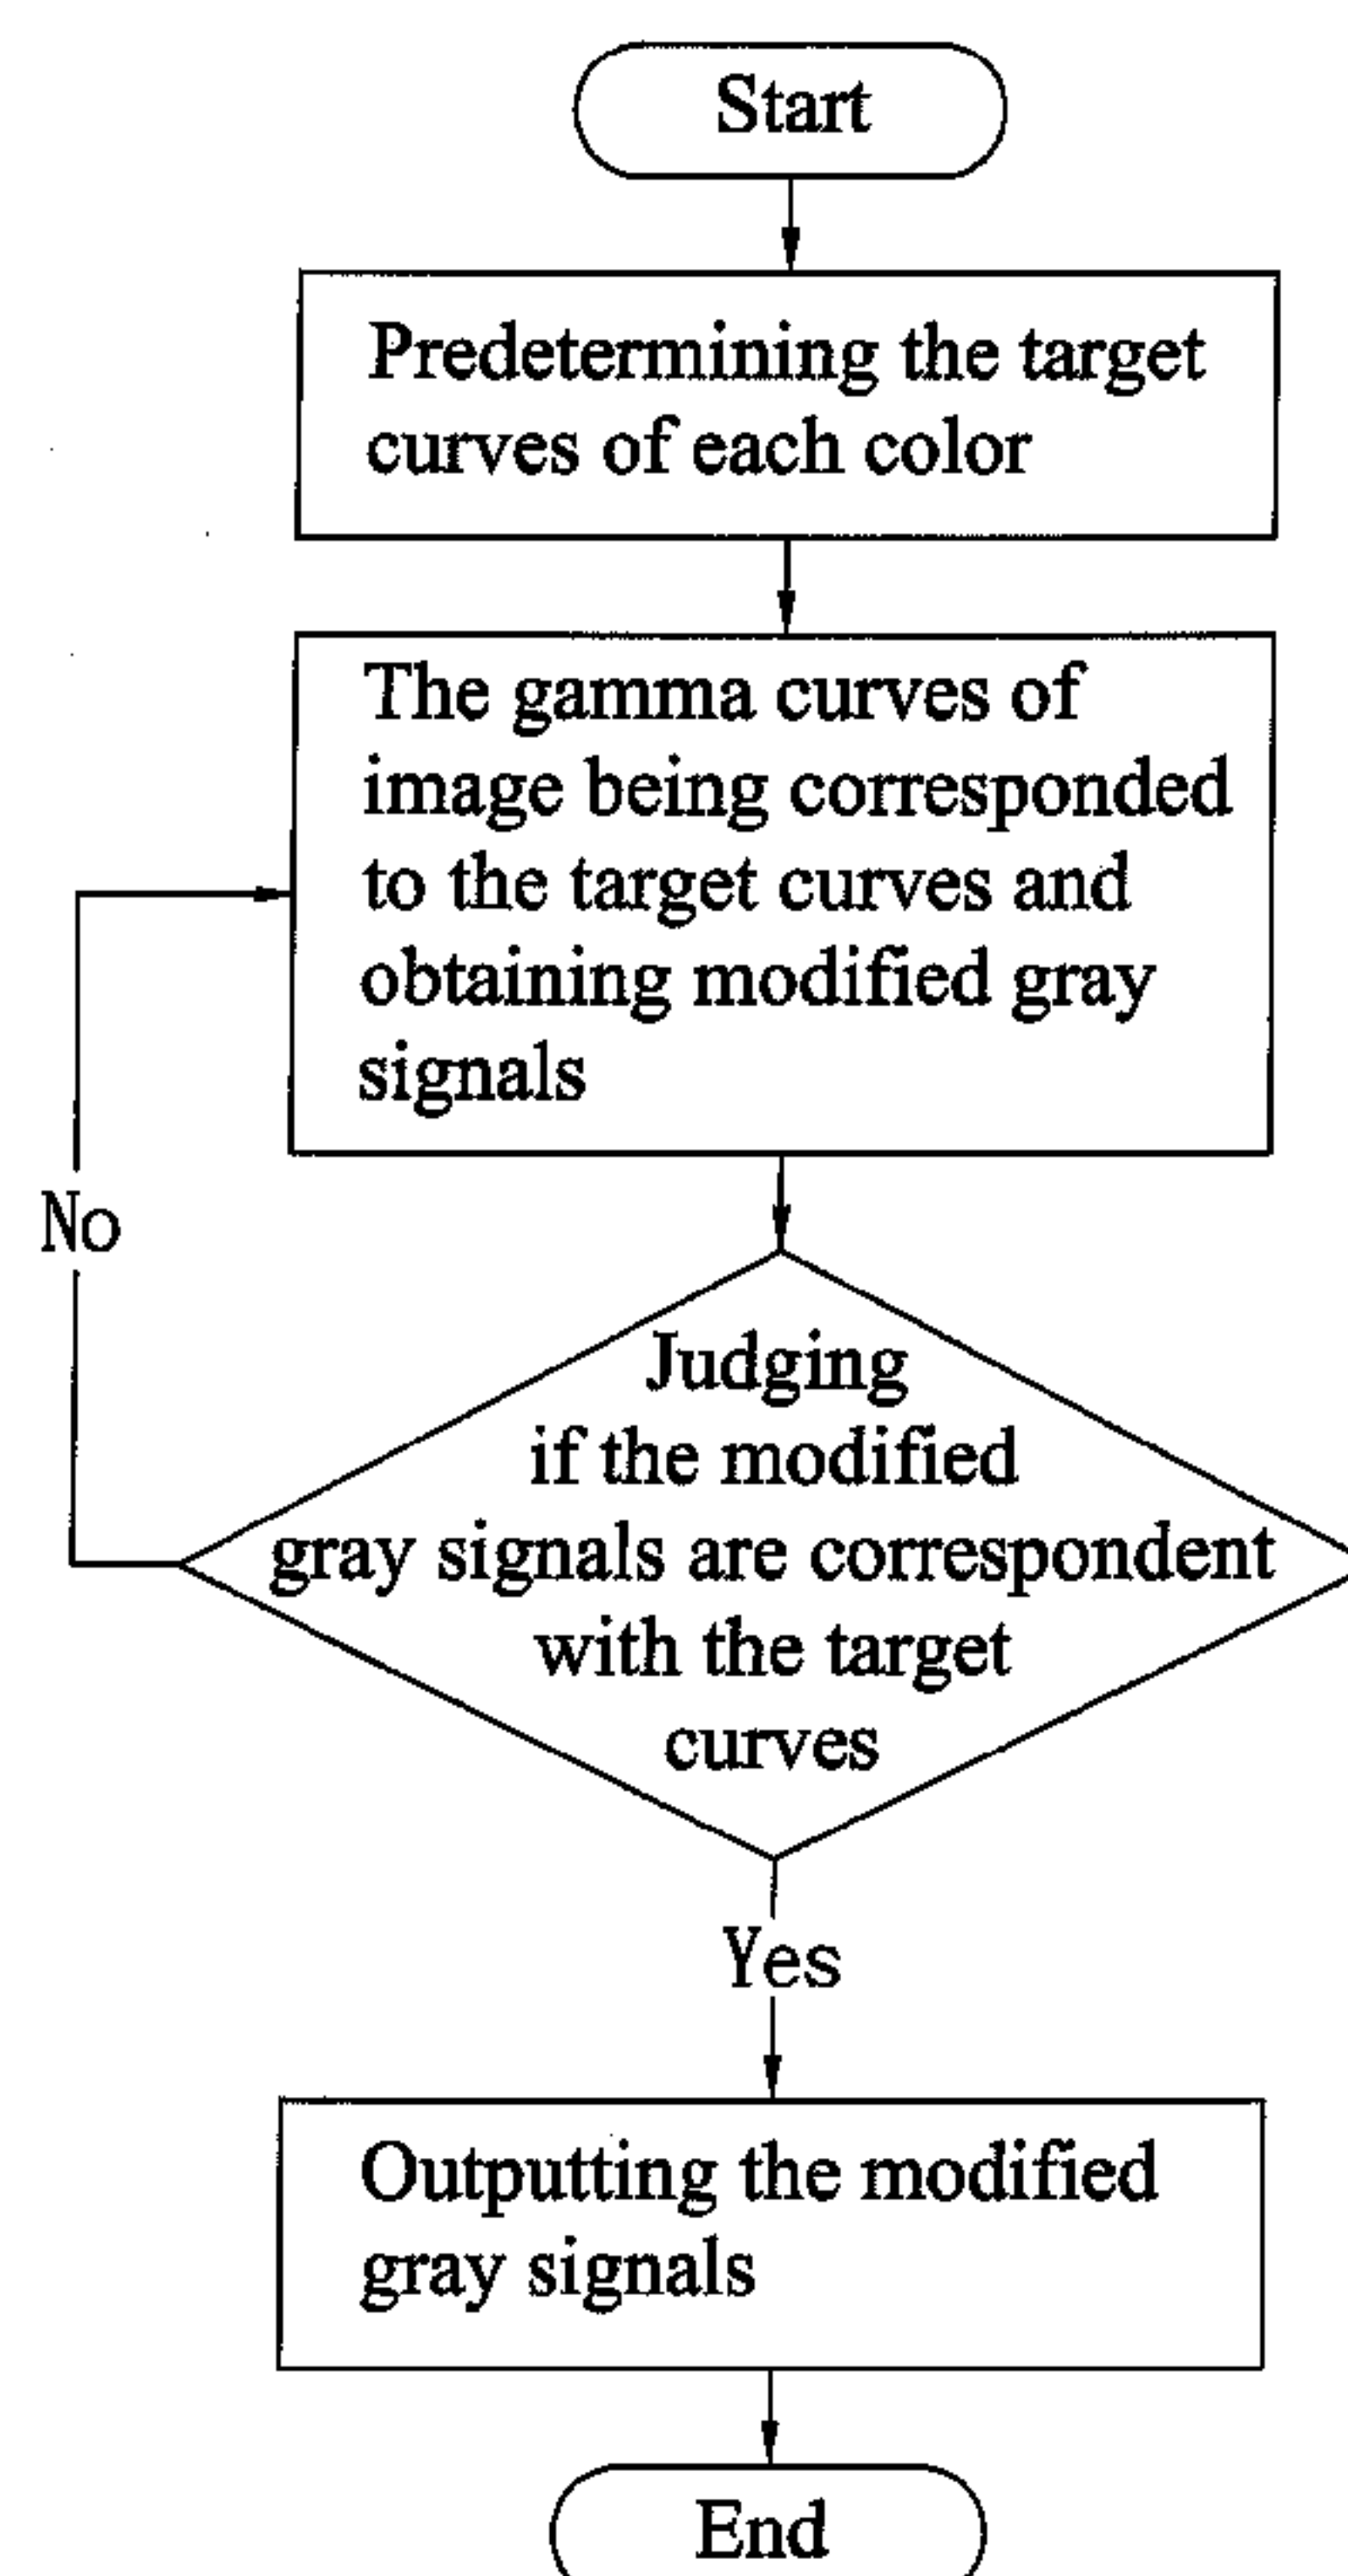 Start
Predetermining the target
curves of each color
The gamma curves of
image being corresponded
to the target curves and
obtaining modified gray
signals
No
Judging
if the modified
gray signals are correspondent
with the target
curves
Yes
Outputting the modified
gray signals
End